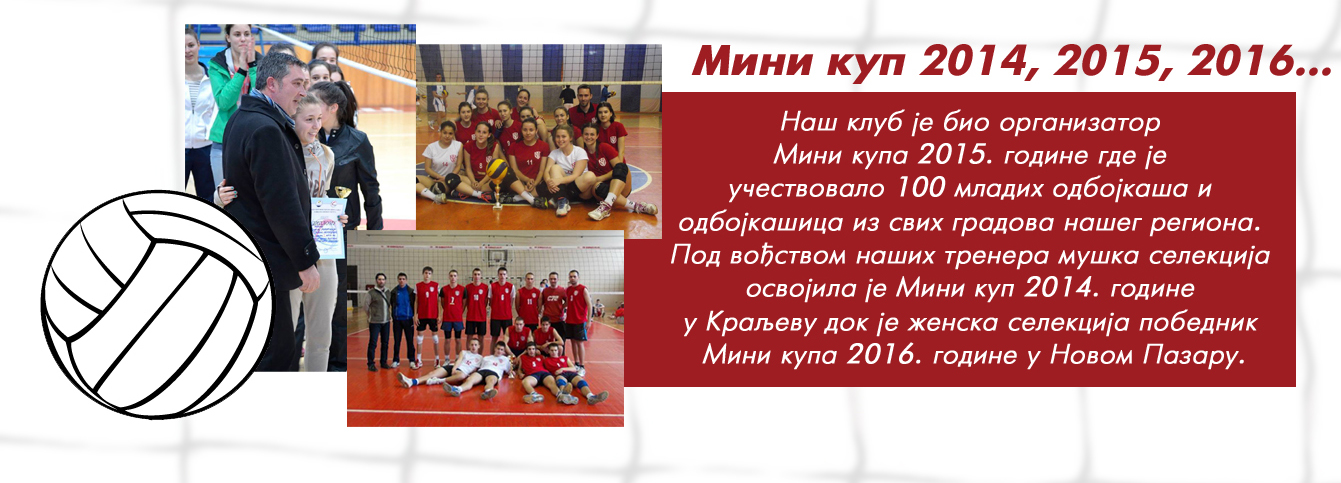 Мини куп 2014, 2015, 2016...
Наш клуб је био организатор
Мини купа 2015. године где је
учествовало 100 младих одбојкаша и
одбојкашица из свих градова нашег региона.
Под вођством наших тренера мушка селекција
освојила је Мини куп 2014. године
у Краљеву док је женска селекција победник
Мини купа 2016. године у Новом Пазару.